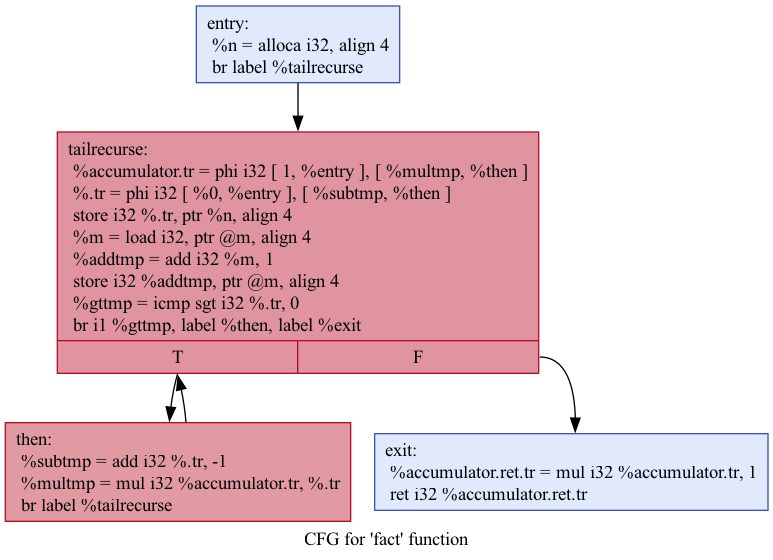 entry:
%n = alloca i32, align 4
br label %tailrecurse
tailrecurse:
%accumulator.tr = phi i32 [ 1, %entry ], [ %multmp, %then ]
%.tr = phi i32 [ %0, %entry ], [ %subtmp, %then ]
store i32 %.tr, ptr %n, align 4
%m = load i32, ptr @m, align 4
%addtmp = add i32 %m, 1
store i32 %addtmp, ptr @m, align 4
%gttmp = icmp sgt i32 %.tr, 0
br i1 %gttmp, label %then, label %exit
T F
then:
%subtmp = add i32 %.tr, -1
%multmp = mul i32 %accumulator.tr, %.tr
br label %tailrecurse
exit:
%accumulator.ret.tr = mul i32 %accumulator.tr, 1
ret i32 %accumulator.ret.tr
CFG for 'fact' function